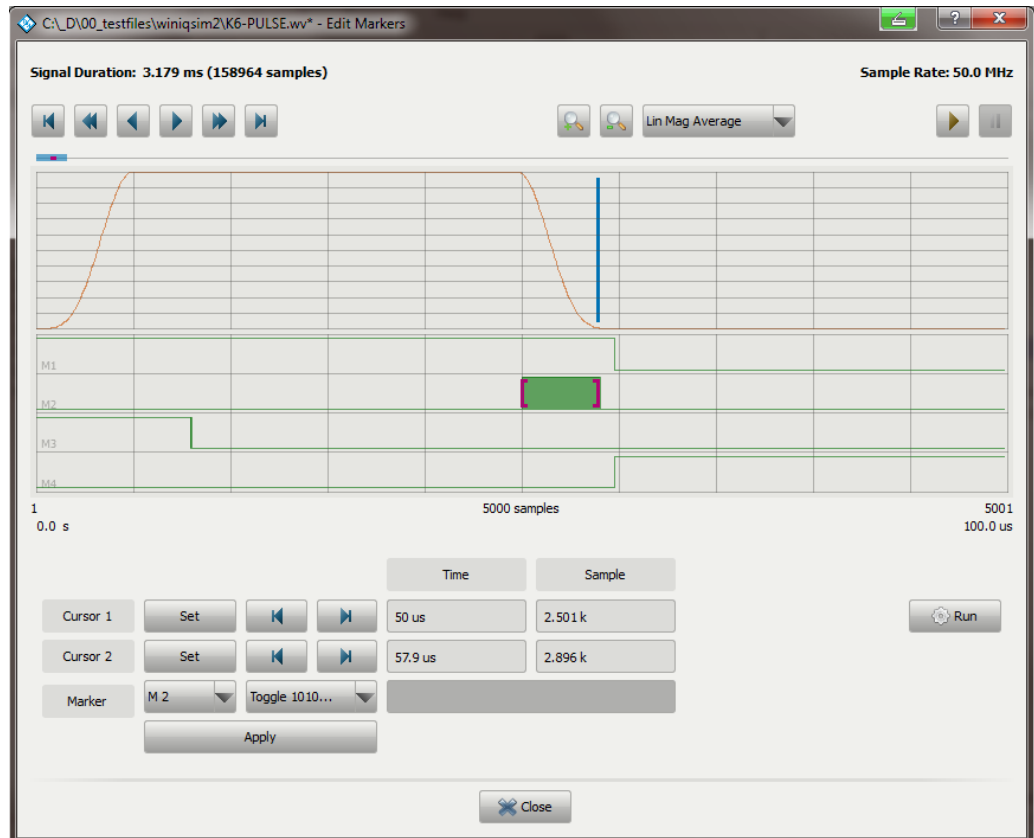 C:\_D\00_testfiles\winiqsim2\K6-PULSE.wv* - Edit Markers
?
X
Signal Duration: 3.179 ms (158964 samples)
Sample Rate: 50.0 MHz
Lin Mag Average
M1
M2
M3
M4
1
5000 samples
5001
0.0 s
100.0 us
Time
Sample
Cursor 1
Set
50 us
2.501 k
Run
Cursor 2
Set
57.9 us
2.896 k
Marker
M 2
Toggle 1010...
Apply
Close